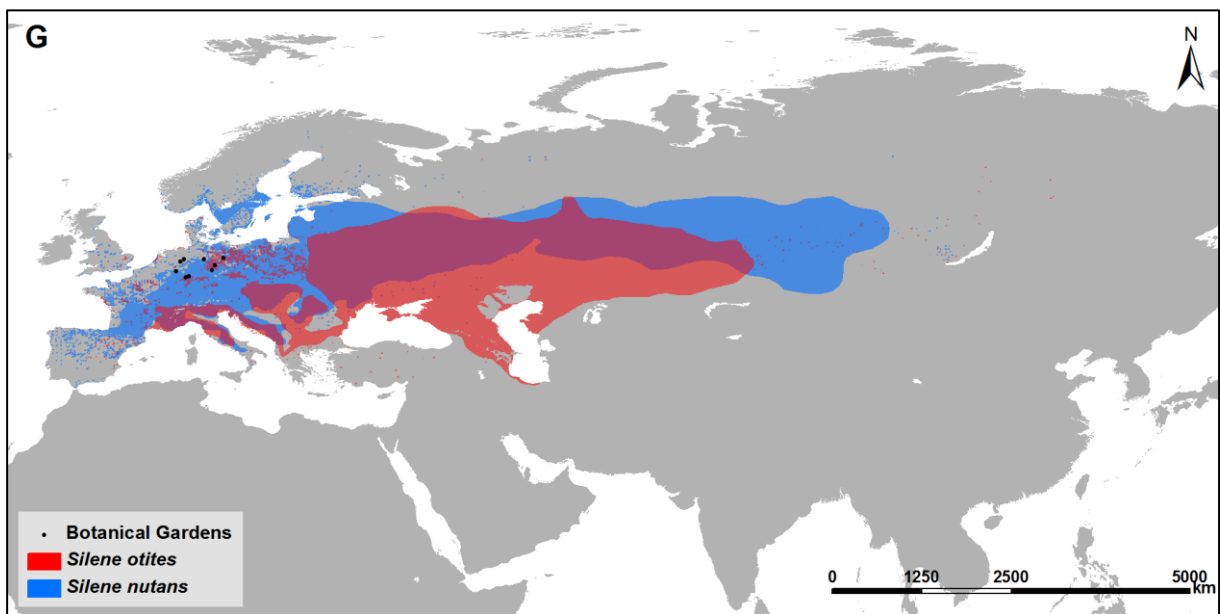 G
N
Botanical Gardens
Silene otites
Silene nutans
0 1250 2500 5000
km